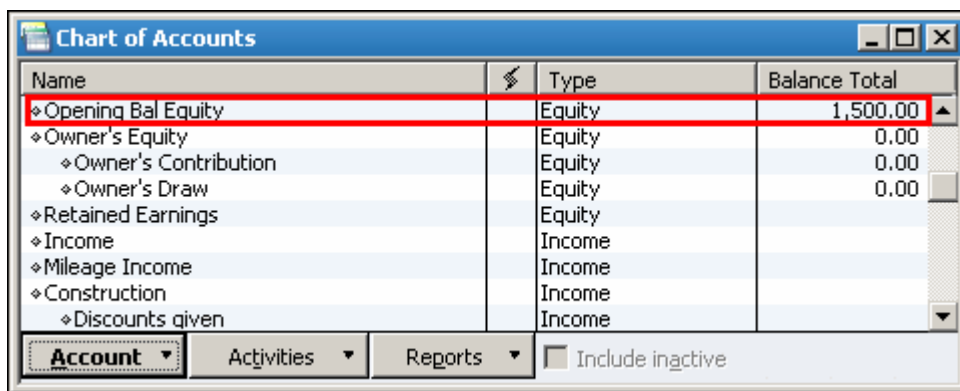 Chart of Accounts
Name Type Balance Total
Opening Bal Equity Equity 1,500.00
Owner's Equity Equity 0.00
Owner's Contribution Equity 0.00
Owner's Draw Equity 0.00
Retained Earnings Equity
Income Income
Mileage Income Income
Construction Income
Discounts given Income
Account Activities Reports Include inactive